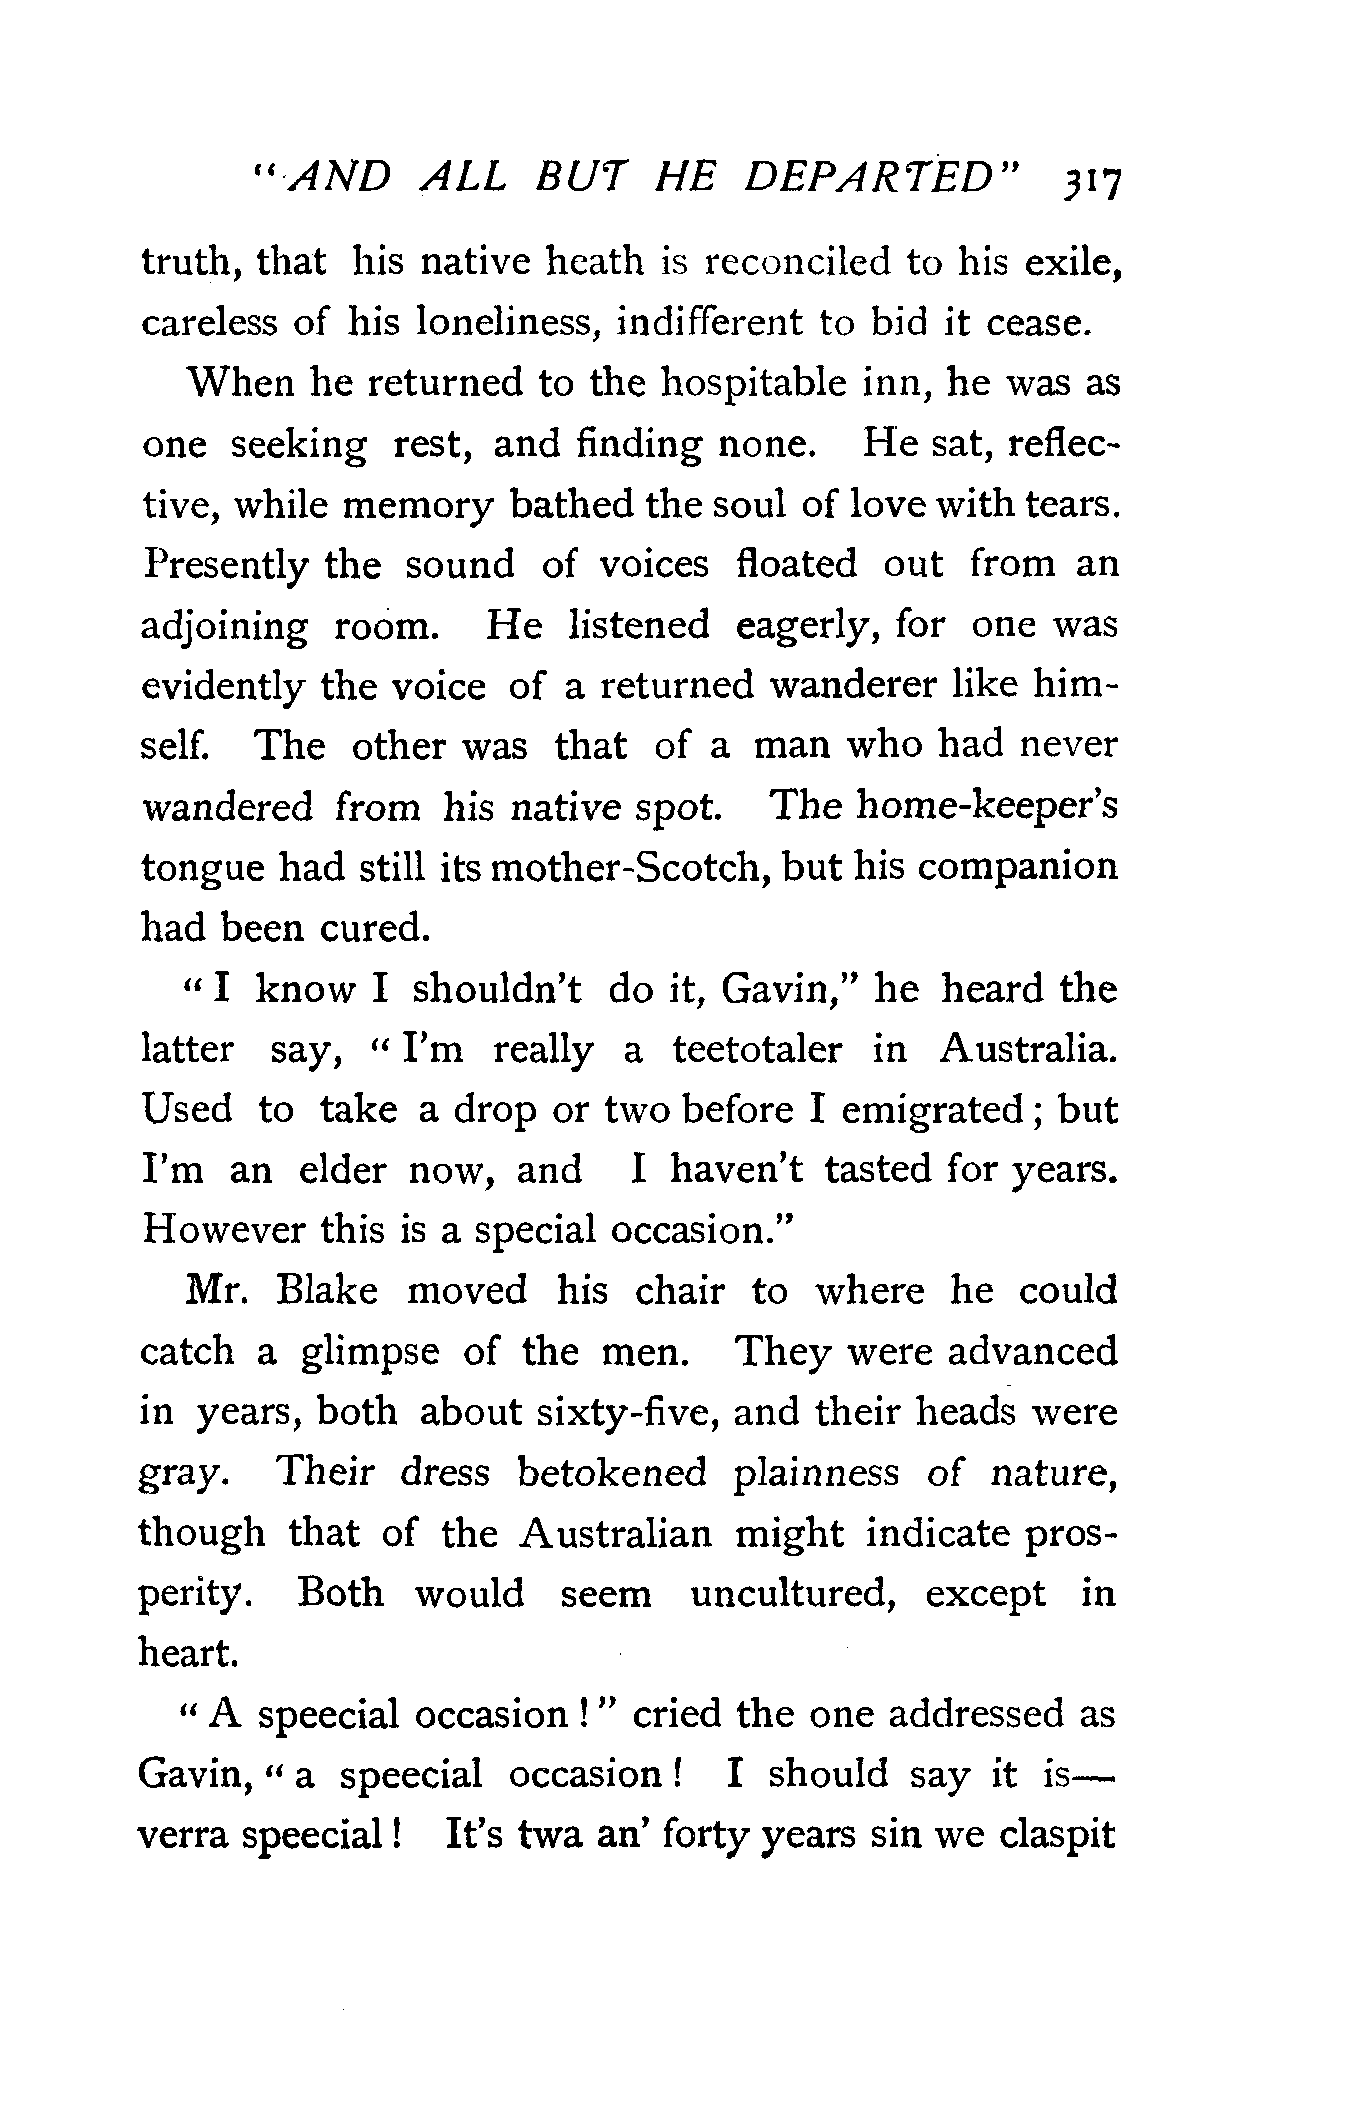 "AND ALL BUT HE DEPARTED" 317
truth, that his native heath is reconciled to his exile,
careless of his loneliness, indifferent to bid it cease.
When he returned to the hospitable inn, he was as
one seeking rest, and finding none. He sat, reflec-
tive, while memory bathed the soul of love with tears.
Presently the sound of voices floated out from an
adjoining room. He listened eagerly, for one was
evidently the voice of a returned wanderer like him-
self. The other was that of a man who had never
wandered from his native spot. The home-keeper's
tongue had still its mother-Scotch, but his companion
had been cured.
"I know I shouldn't do it, Gavin," he heard the
latter say, "I'm really a teetotaler in Australia.
Used to take a drop or two before I emigrated; but
I'm an elder now, and I haven't tasted for years.
However this is a special occasion."
Mr. Blake moved his chair to where he could
catch a glimpse of the men. They were advanced
in years, both about sixty-five, and their heads were
gray. Their dress betokened plainness of nature,
though that of the Australian might indicate pros-
perity. Both would seem uncultured, except in
heart.
"A speecial occasion!" cried the one addressed as
Gavin, "a speecial occasion! I should say it is—
verra speecial! It's twa an' forty years sin we claspit